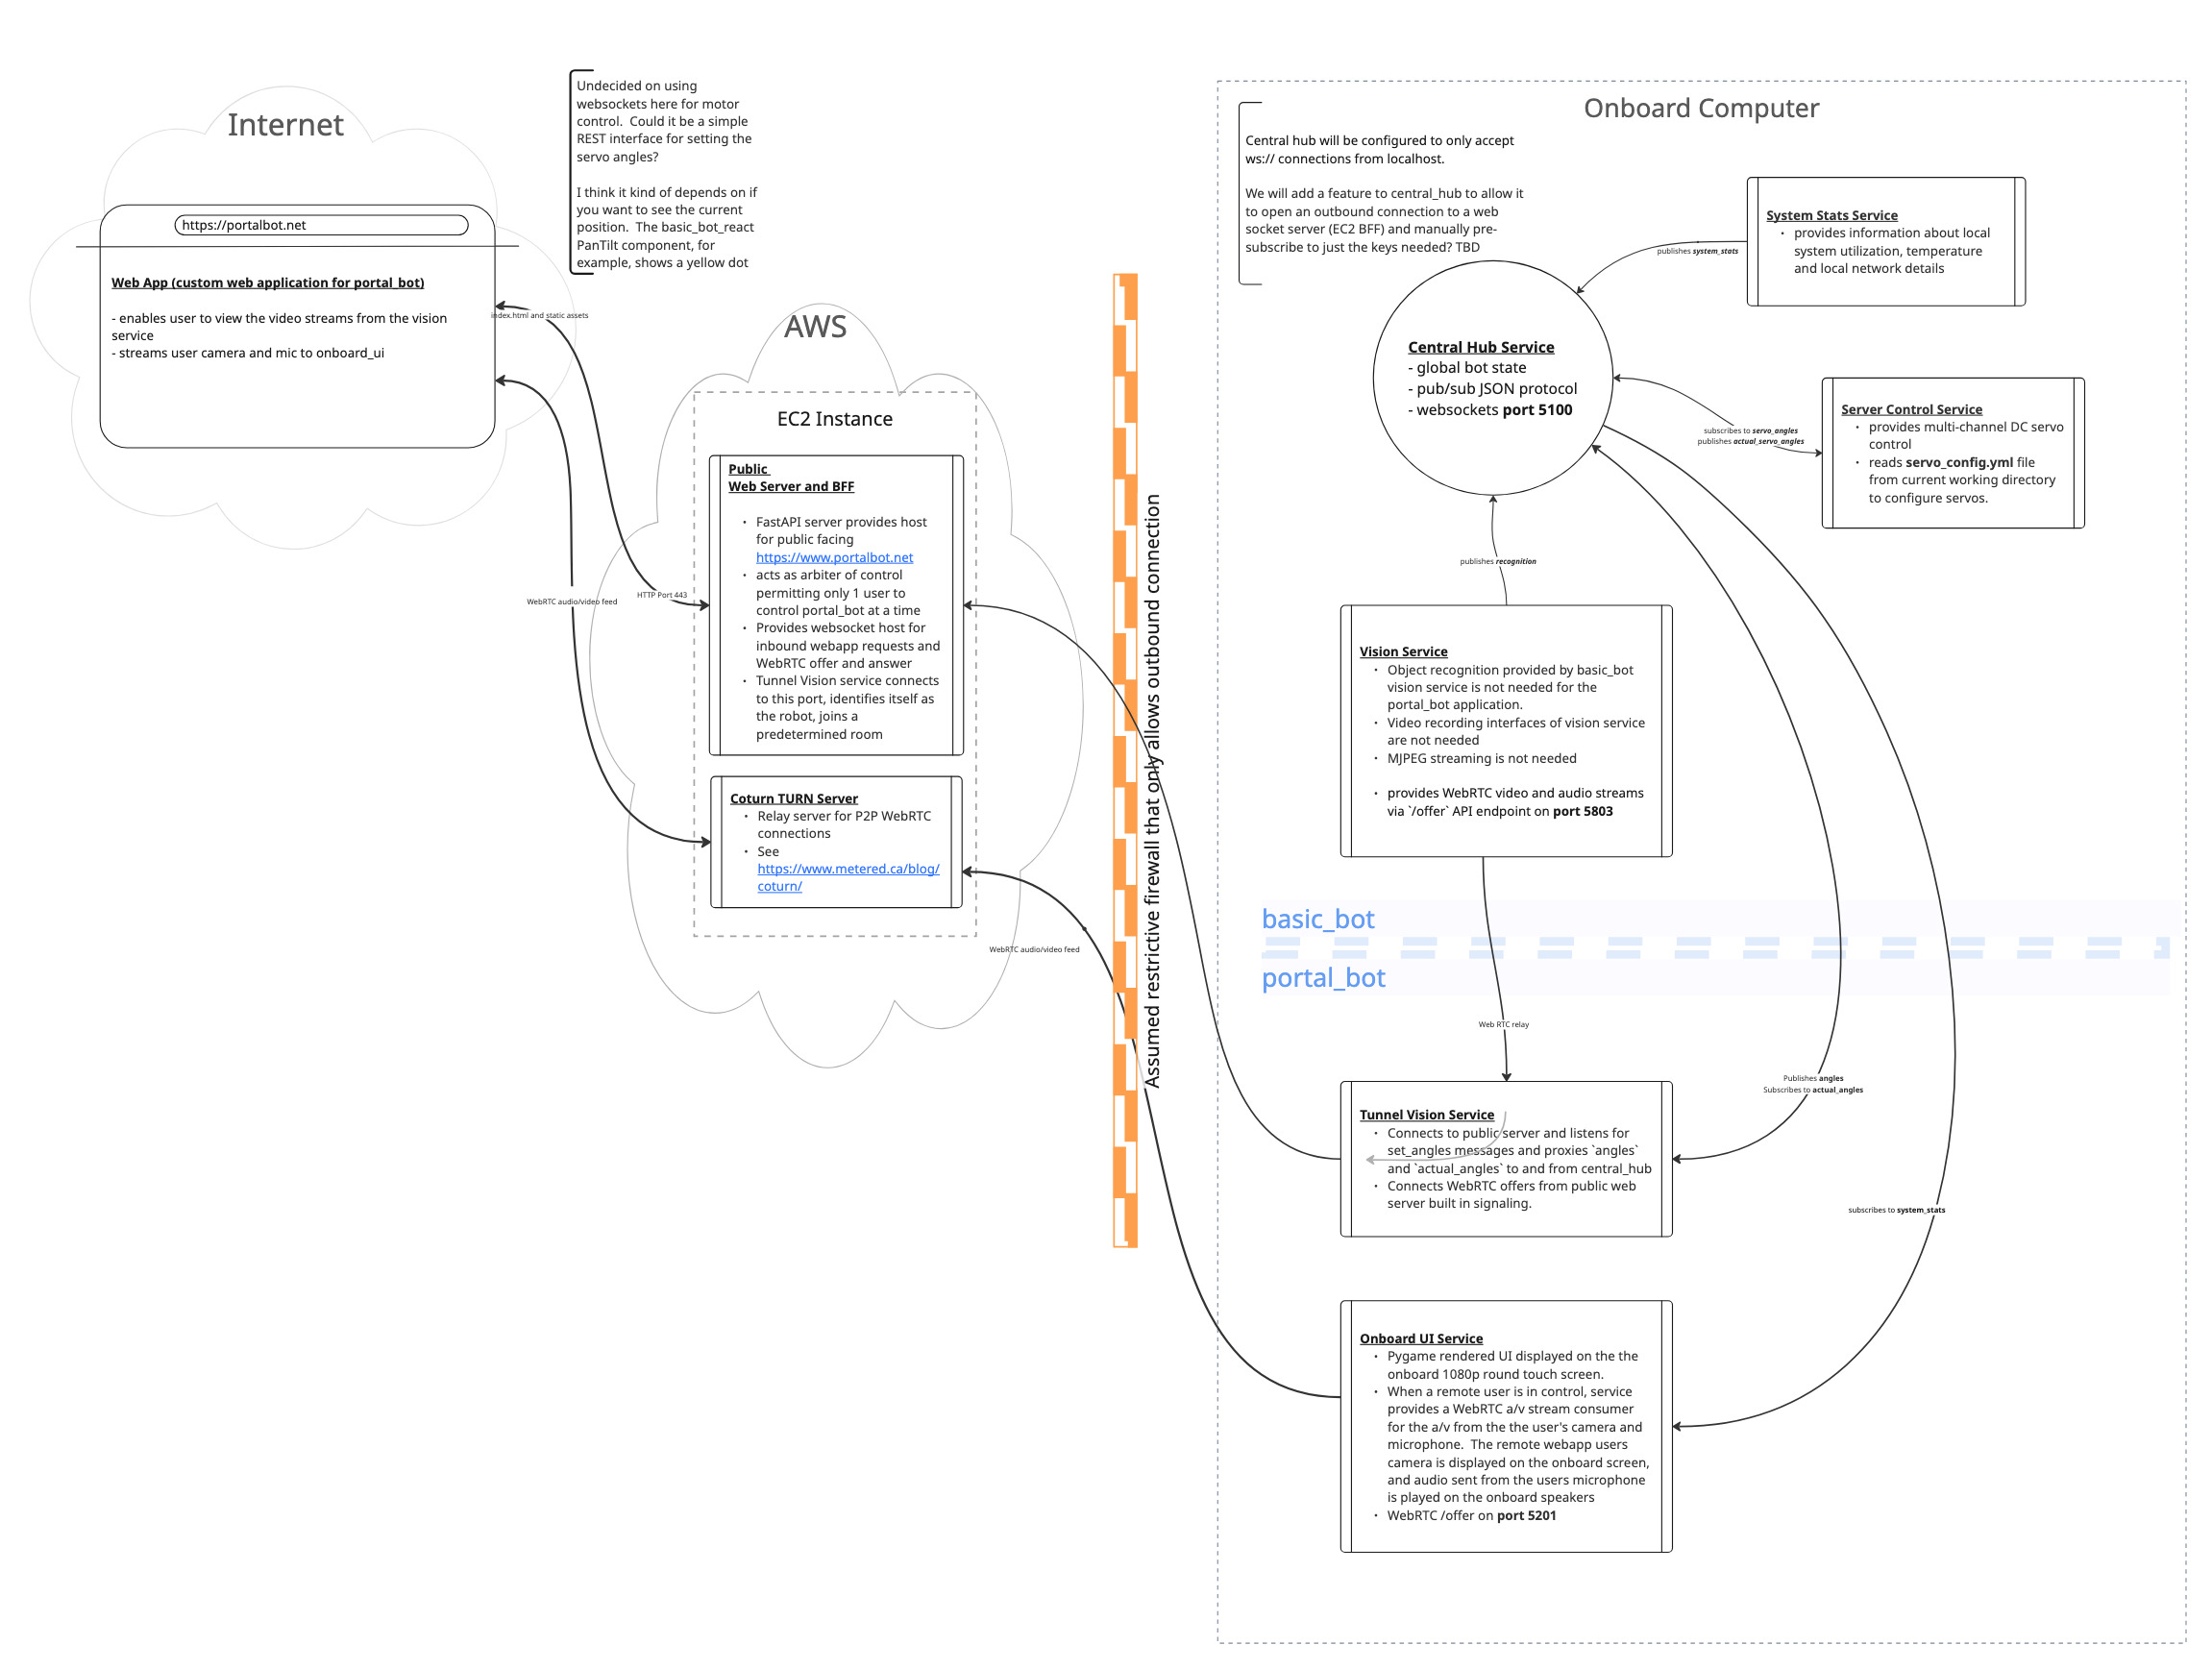 Internet
https://portalbot.net
Web App (custom web application for portal_bot)
- enables user to view the video streams from the vision
service
- streams user camera and mic to onboard_ui
Undecided on using
websockets here for motor
control.  Could it be a simple
REST interface for setting the
servo angles?
I think it kind of depends on if
you want to see the current
position.  The basic_bot_react
PanTilt component, for
example, shows a yellow dot
index.html and static assets
HTTP Port 443
WebRTC audio/video feed
AWS
EC2 Instance
Public
Web Server and BFF
· FastAPI server provides host
for public facing
https://www.portalbot.net
· acts as arbiter of control
permitting only 1 user to
control portal_bot at a time
· Provides websocket host for
inbound webapp requests and
WebRTC offer and answer
· Tunnel Vision service connects
to this port, identifies itself as
the robot, joins a
predetermined room
Coturn TURN Server
· Relay server for P2P WebRTC
connections
· See
https://www.metered.ca/blog/
coturn/
WebRTC audio/video feed
Assumed restrictive firewall that only allows outbound connection
Onboard Computer
Central hub will be configured to only accept
ws:// connections from localhost.
We will add a feature to central_hub to allow it
to open an outbound connection to a web
socket server (EC2 BFF) and manually pre-
subscribe to just the keys needed? TBD
System Stats Service
· provides information about local
system utilization, temperature
and local network details
publishes system_stats
Central Hub Service
- global bot state
- pub/sub JSON protocol
- websockets port 5100
Server Control Service
· provides multi-channel DC servo
control
· reads servo_config.yml file
from current working directory
to configure servos.
subscribes to servo_angles
publishes actual_servo_angles
publishes recognition
Vision Service
· Object recognition provided by basic_bot
vision service is not needed for the
portal_bot application.
· Video recording interfaces of vision service
are not needed
· MJPEG streaming is not needed
· provides WebRTC video and audio streams
via `/offer` API endpoint on port 5803
basic_bot
portal_bot
Web RTC relay
Publishes angles
Subscribes to actual_angles
Tunnel Vision Service
· Connects to public server and listens for
set_angles messages and proxies `angles`
and `actual_angles` to and from central_hub
· Connects WebRTC offers from public web
server built in signaling.
subscribes to system_stats
Onboard UI Service
· Pygame rendered UI displayed on the the
onboard 1080p round touch screen.
· When a remote user is in control, service
provides a WebRTC a/v stream consumer
for the a/v from the the user's camera and
microphone.  The remote webapp users
camera is displayed on the onboard screen,
and audio sent from the users microphone
is played on the onboard speakers
· WebRTC /offer on port 5201